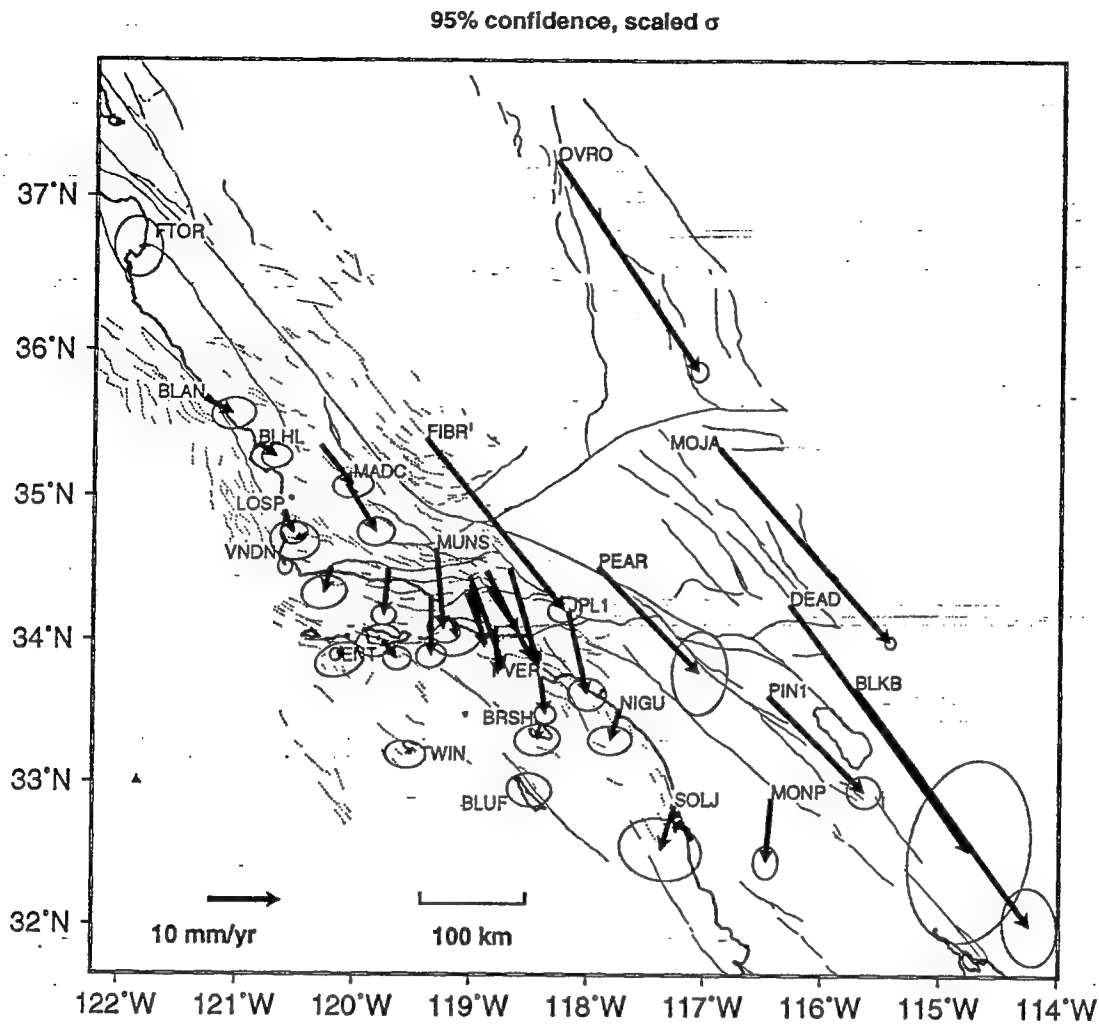 95% confidence, scaled σ
OVRO
37°N
FTOR
36°N
BLAN
BLHL
FIBR
MOJA
MADC
35°N
LOSP
MUNS
VNDN
PEAR
DEAD
JPL1
34°N
CENT
PVER
BLKB
PIN1
NIGU
BRSH
TWIN
33°N
BLUF
SOLJ
MONP
32°N
10 mm/yr
100 km
122°W 121°W 120°W 119°W 118°W 117°W 116°W 115°W 114°W